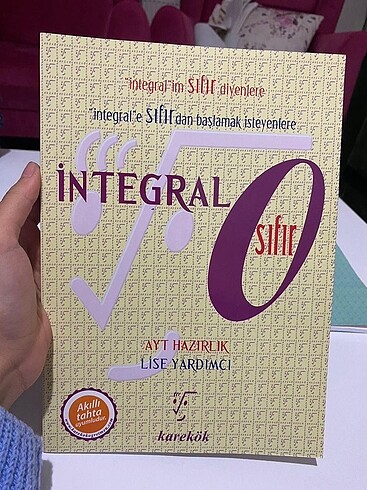 "integral"im sıfır diyenlere
"integral"e sıfırdan başlamak isteyenlere
İNTEGRAL
0
sıfır
AYT HAZIRLIK
LİSE YARDIMCI
Akıllı
tahta
uyumludur.
karekök